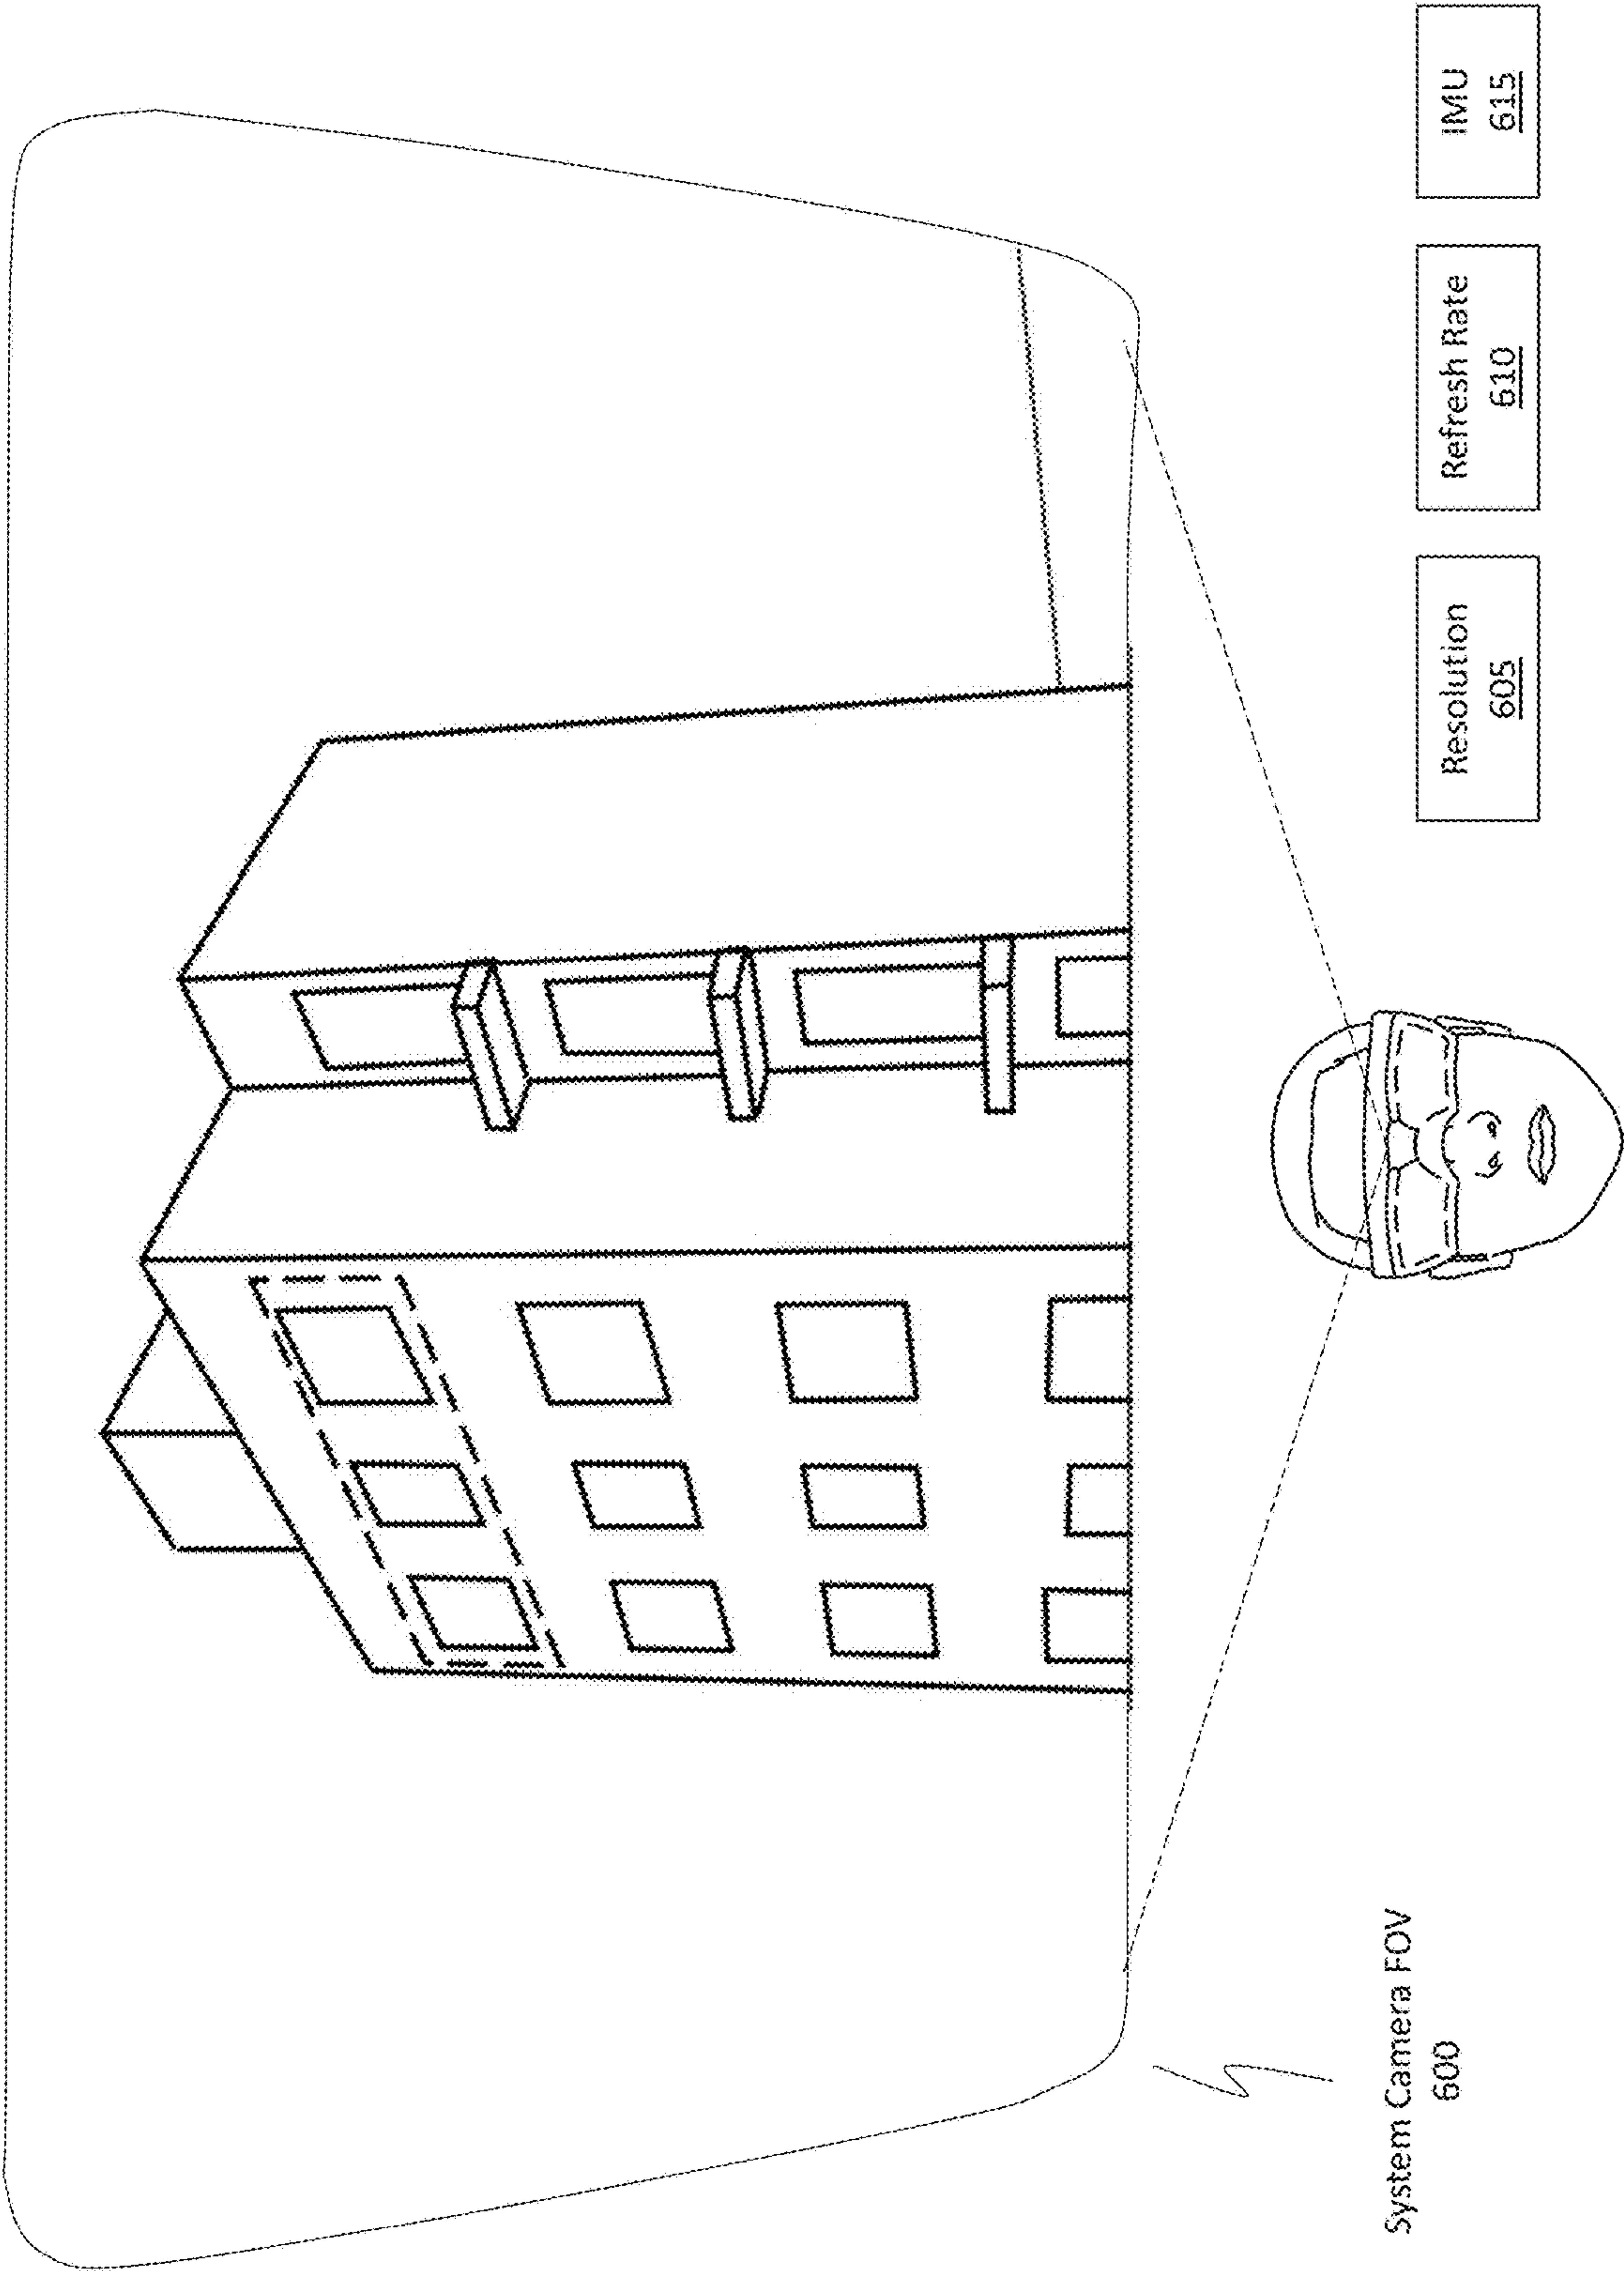 System Camera FOV
600
Resolution
605
Refresh Rate
610
IMU
615